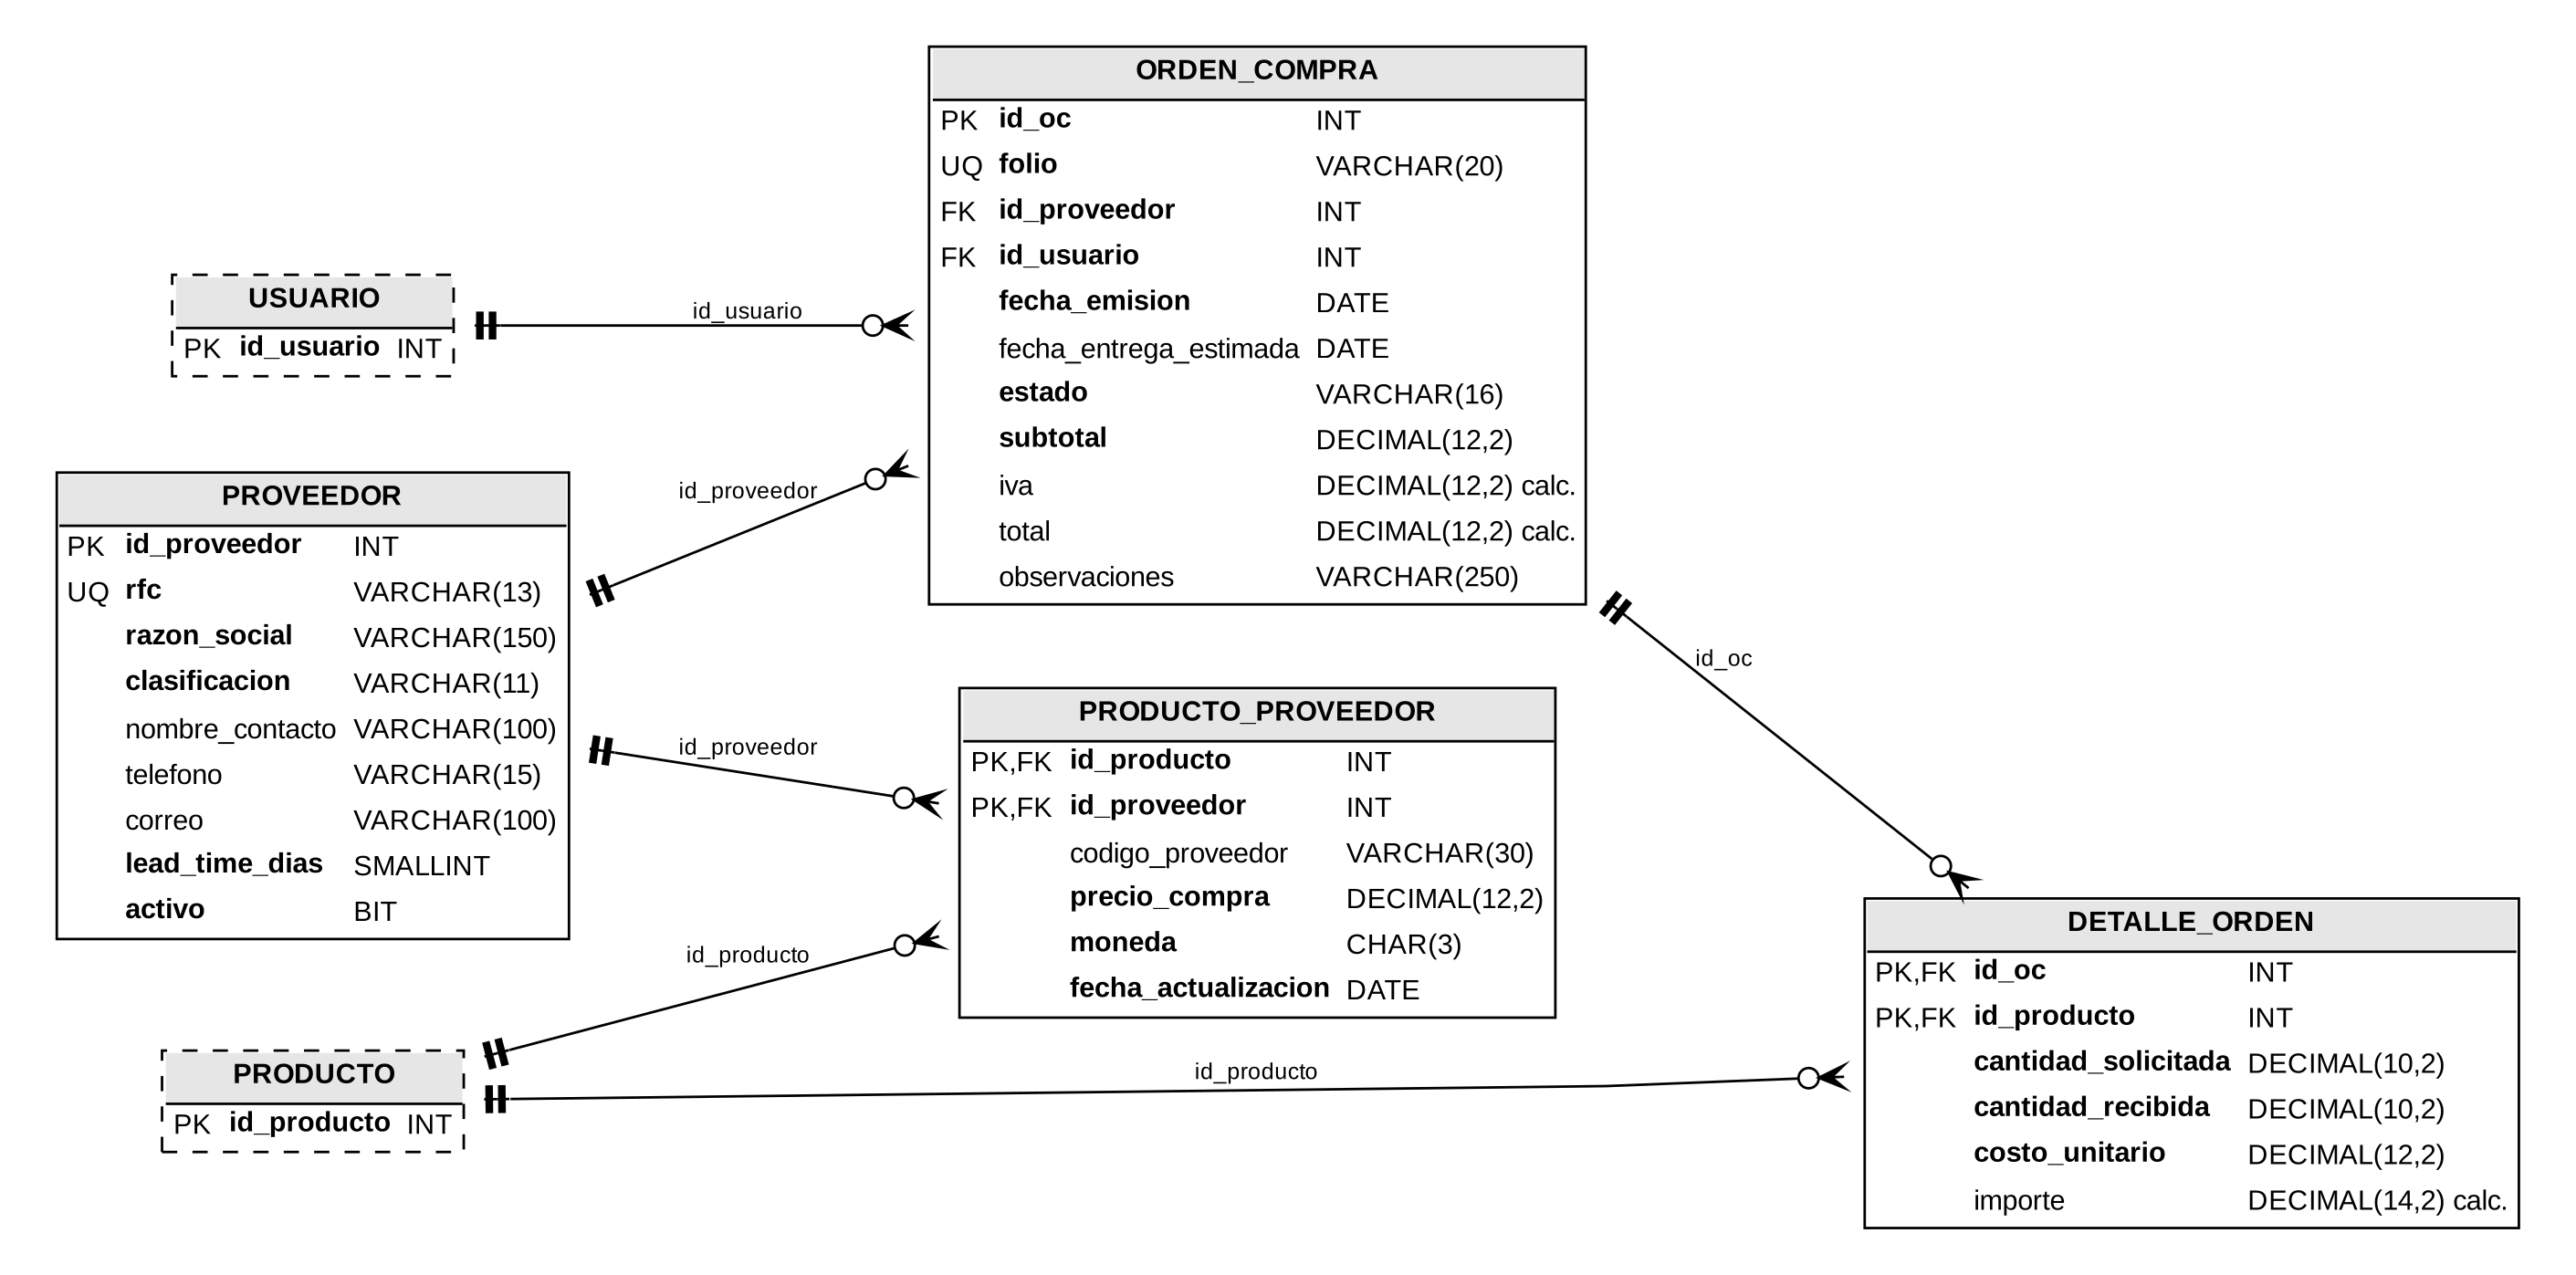 ORDEN_COMPRA
PK id_oc INT
UQ folio VARCHAR(20)
FK id_proveedor INT
FK id_usuario INT
fecha_emision DATE
fecha_entrega_estimada DATE
estado VARCHAR(16)
subtotal DECIMAL(12,2)
iva DECIMAL(12,2) calc.
total DECIMAL(12,2) calc.
observaciones VARCHAR(250)
USUARIO
PK id_usuario INT
id_usuario
PROVEEDOR
PK id_proveedor INT
UQ rfc VARCHAR(13)
razon_social VARCHAR(150)
clasificacion VARCHAR(11)
nombre_contacto VARCHAR(100)
telefono VARCHAR(15)
correo VARCHAR(100)
lead_time_dias SMALLINT
activo BIT
id_proveedor
id_proveedor
id_oc
PRODUCTO_PROVEEDOR
PK,FK id_producto INT
PK,FK id_proveedor INT
codigo_proveedor VARCHAR(30)
precio_compra DECIMAL(12,2)
moneda CHAR(3)
fecha_actualizacion DATE
id_producto
PRODUCTO
PK id_producto INT
id_producto
DETALLE_ORDEN
PK,FK id_oc INT
PK,FK id_producto INT
cantidad_solicitada DECIMAL(10,2)
cantidad_recibida DECIMAL(10,2)
costo_unitario DECIMAL(12,2)
importe DECIMAL(14,2) calc.